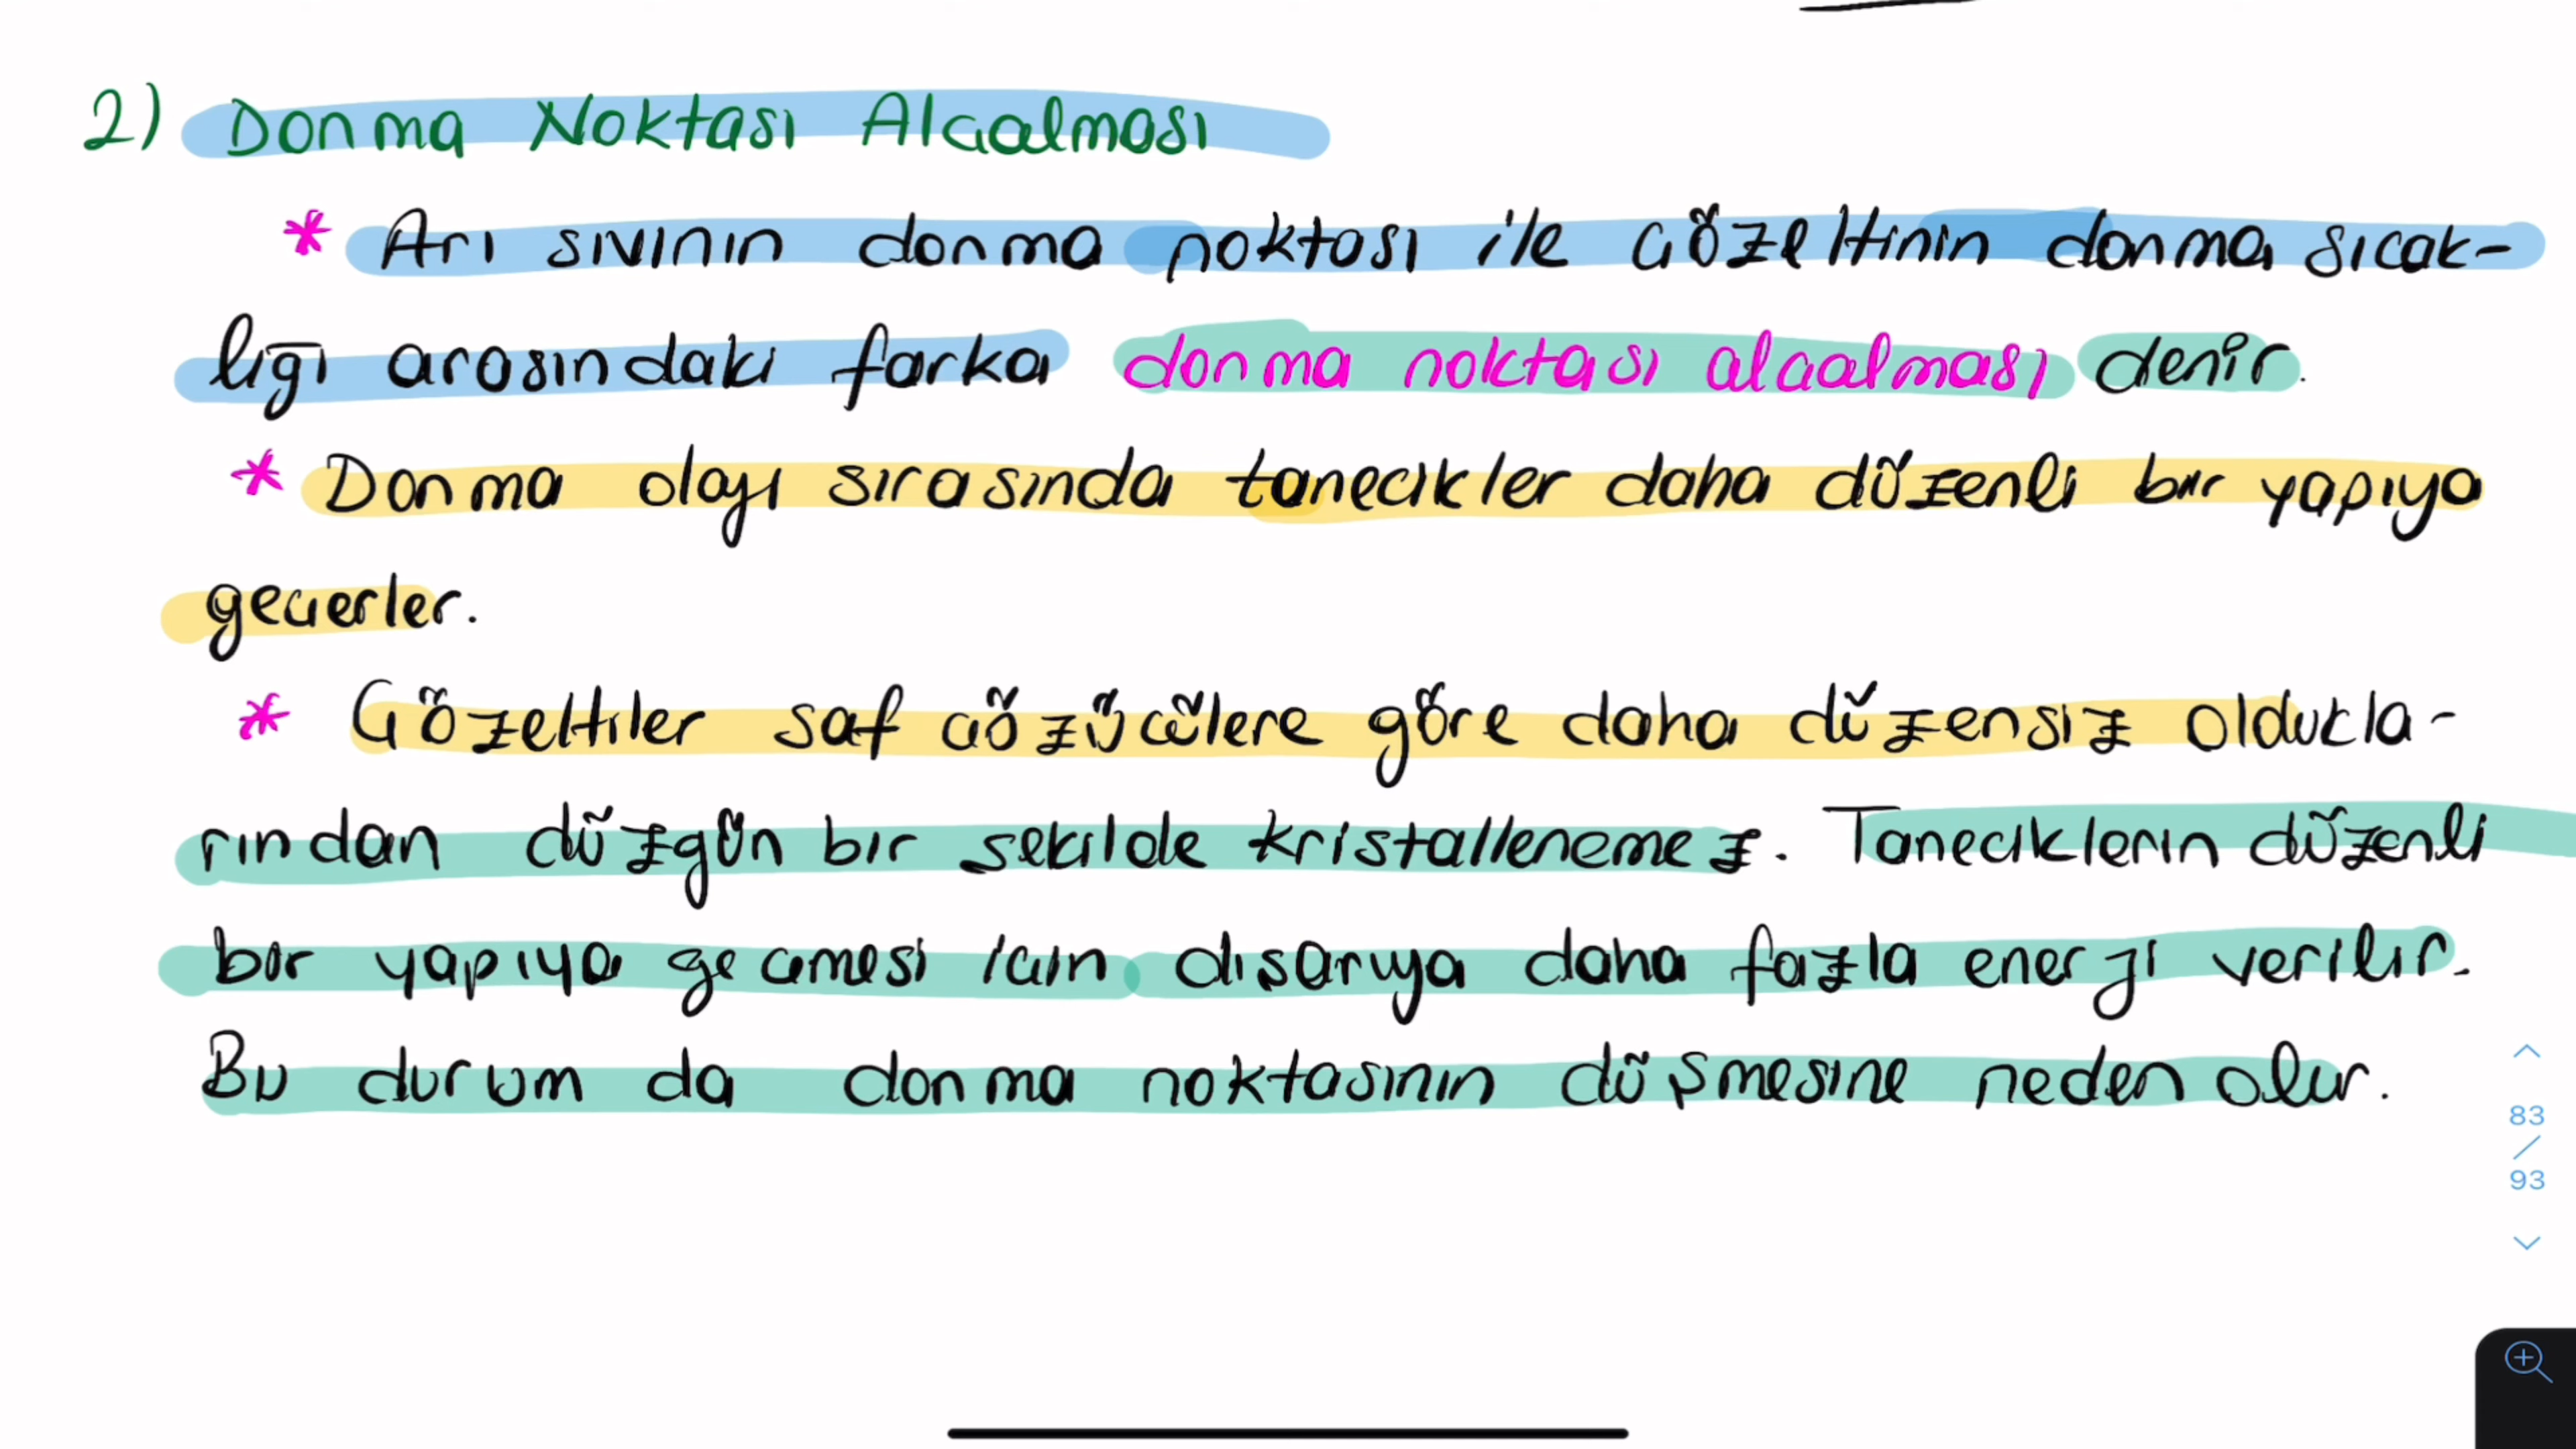 2) Donma Noktası Alçalması
* Arı sıvının donma noktası ile çözeltinin donma sıcak-
lığı arasındaki farka donma noktası alçalması denir.
* Donma olayı sırasında tanecikler daha düzenli bir yapıya
geçerler.
* Çözeltiler saf çözücülere göre daha düzensiz oldukla-
rından düzgün bir şekilde kristallenemez. Taneciklerin düzenli
bir yapıya geçmesi için dışarıya daha fazla enerji verilir.
Bu durum da donma noktasının düşmesine neden olur.
83
/
93